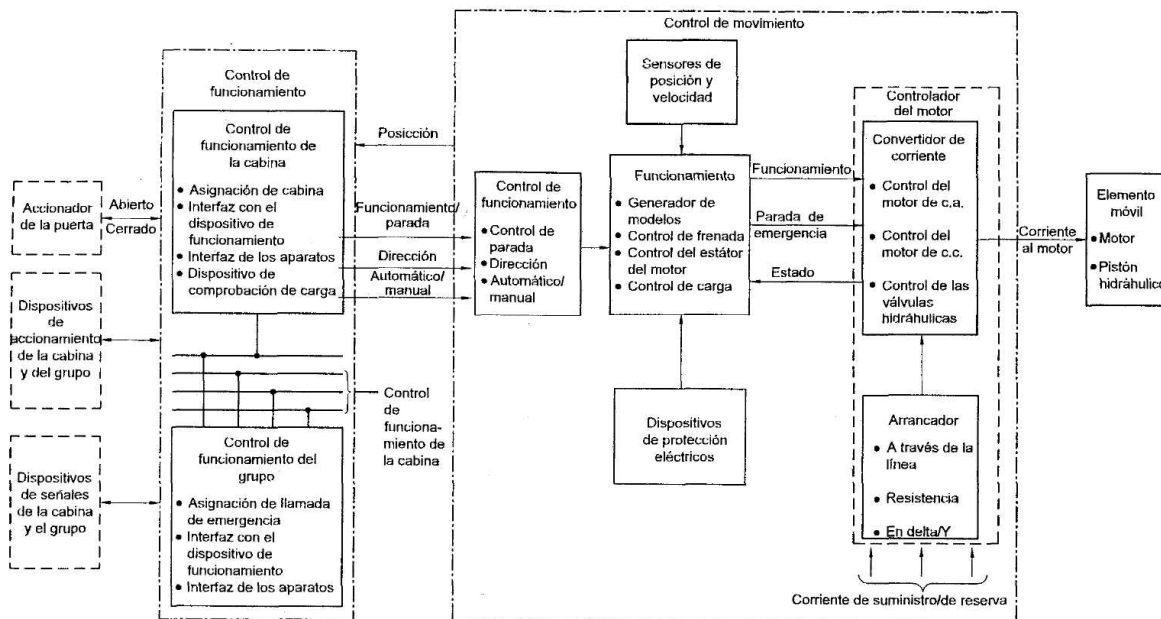 Accionador
de la puerta
Abierto
Cerrado
Dispositivos
de
accionamiento
de la cabina
y del grupo
Dispositivos
de señales
de la cabina
y el grupo
Control de
funcionamiento
Control de
funcionamiento de
la cabina
• Asignación de cabina
• Interfaz con el
dispositivo de
funcionamiento
• Interfaz de los aparatos
• Dispositivo de
comprobación de carga
Control
de
funciona-
miento de
la cabina
Control de
funcionamiento del
grupo
• Asignación de llamada
de emergencia
• Interfaz con el
dispositivo de
funcionamiento
• Interfaz de los aparatos
Posicción
Funcionamiento/
parada
Dirección
Automático/
manual
Control de movimiento
Control de
funcionamiento
• Control de
parada
• Dirección
• Automático/
manual
Sensores de
posición y
velocidad
Funcionamiento
• Generador de
modelos
• Control de frenada
• Control del estátor
del motor
• Control de carga
Dispositivos
de protección
eléctricos
Funcionamiento
Parada de
emergencia
Estado
Controlador
del motor
Convertidor de
corriente
• Control del
motor de c.a.
• Control del
motor de c.c.
• Control de las
válvulas
hidráhulicas
Arrancador
• A través de la
línea
• Resistencia
• En delta/Y
Corriente de suministro/de reserva
Corriente
al motor
Elemento
móvil
• Motor
• Pistón
hidráhulico